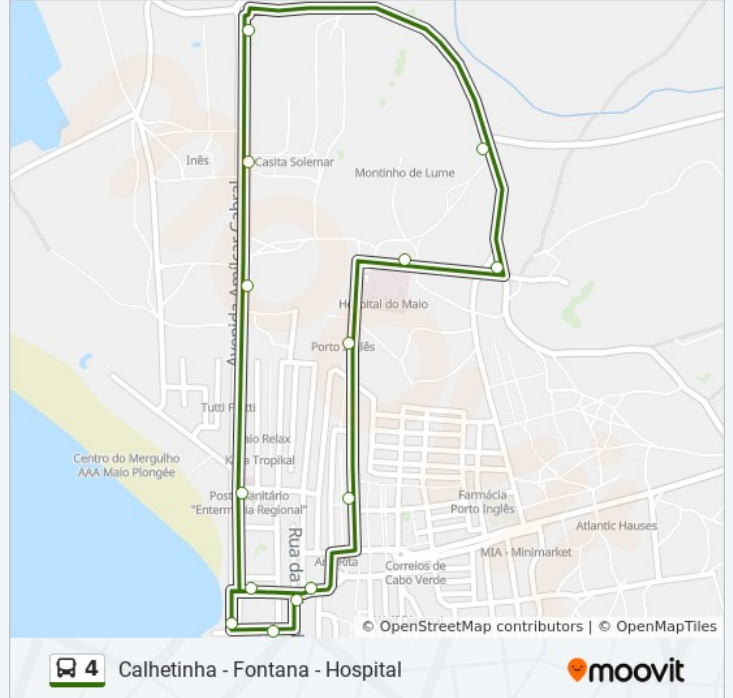 Inês
Casita Solemar
Montinho de Lume
Avenida Amílcar Cabral
Hospital do Maio
Porto Inglês
Tutti Frutti
Maio Relax
Centro do Mergulho
AAA Maio Plongée
Kaza Tropikal
Posto Sanitário
"Entermédia Regional"
Farmácia
Porto Inglês
Atlantic Houses
Rua da
MIA - Minimarket
Correios de
Cabo Verde
© OpenStreetMap contributors | © OpenMapTiles
4 Calhetinha - Fontana - Hospital
moovit